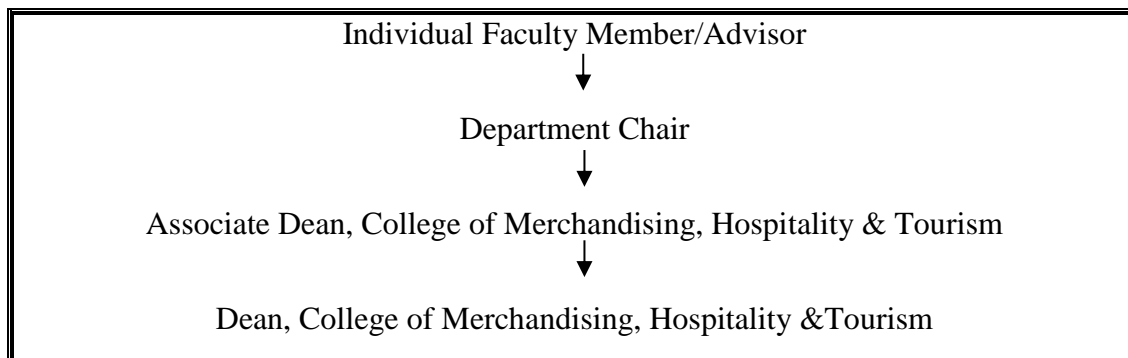 Individual Faculty Member/Advisor
Department Chair
Associate Dean, College of Merchandising, Hospitality & Tourism
Dean, College of Merchandising, Hospitality &Tourism